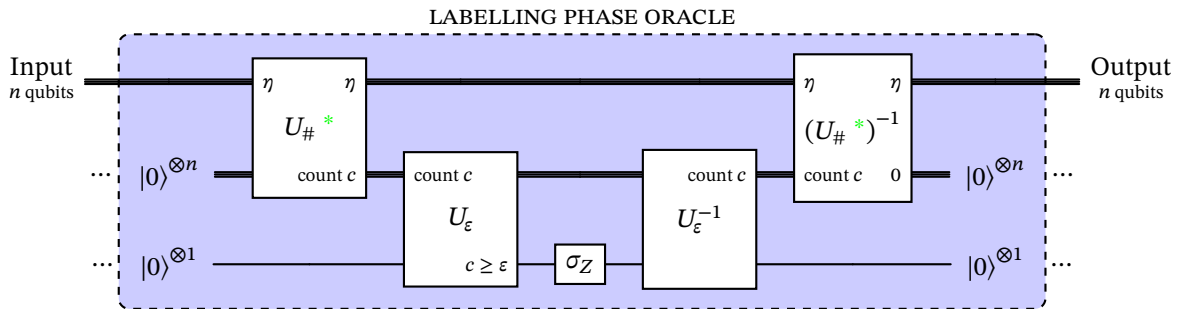 LABELLING PHASE ORACLE
Input
n qubits
η η
U# *
count c
η η
(U# *)⁻¹
count c 0
Output
n qubits
... |0⟩⊗n
|0⟩⊗n ...
count c
Uε
c ≥ ε
σZ
count c
Uε⁻¹
... |0⟩⊗1
|0⟩⊗1 ...